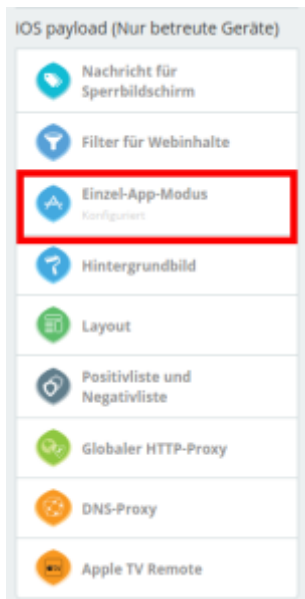 iOS payload (Nur betreute Geräte)
Nachricht für
Sperrbildschirm
Filter für Webinhalte
Einzel-App-Modus
Konfiguriert
Hintergrundbild
Layout
Positivliste und
Negativliste
Globaler HTTP-Proxy
DNS-Proxy
Apple TV Remote